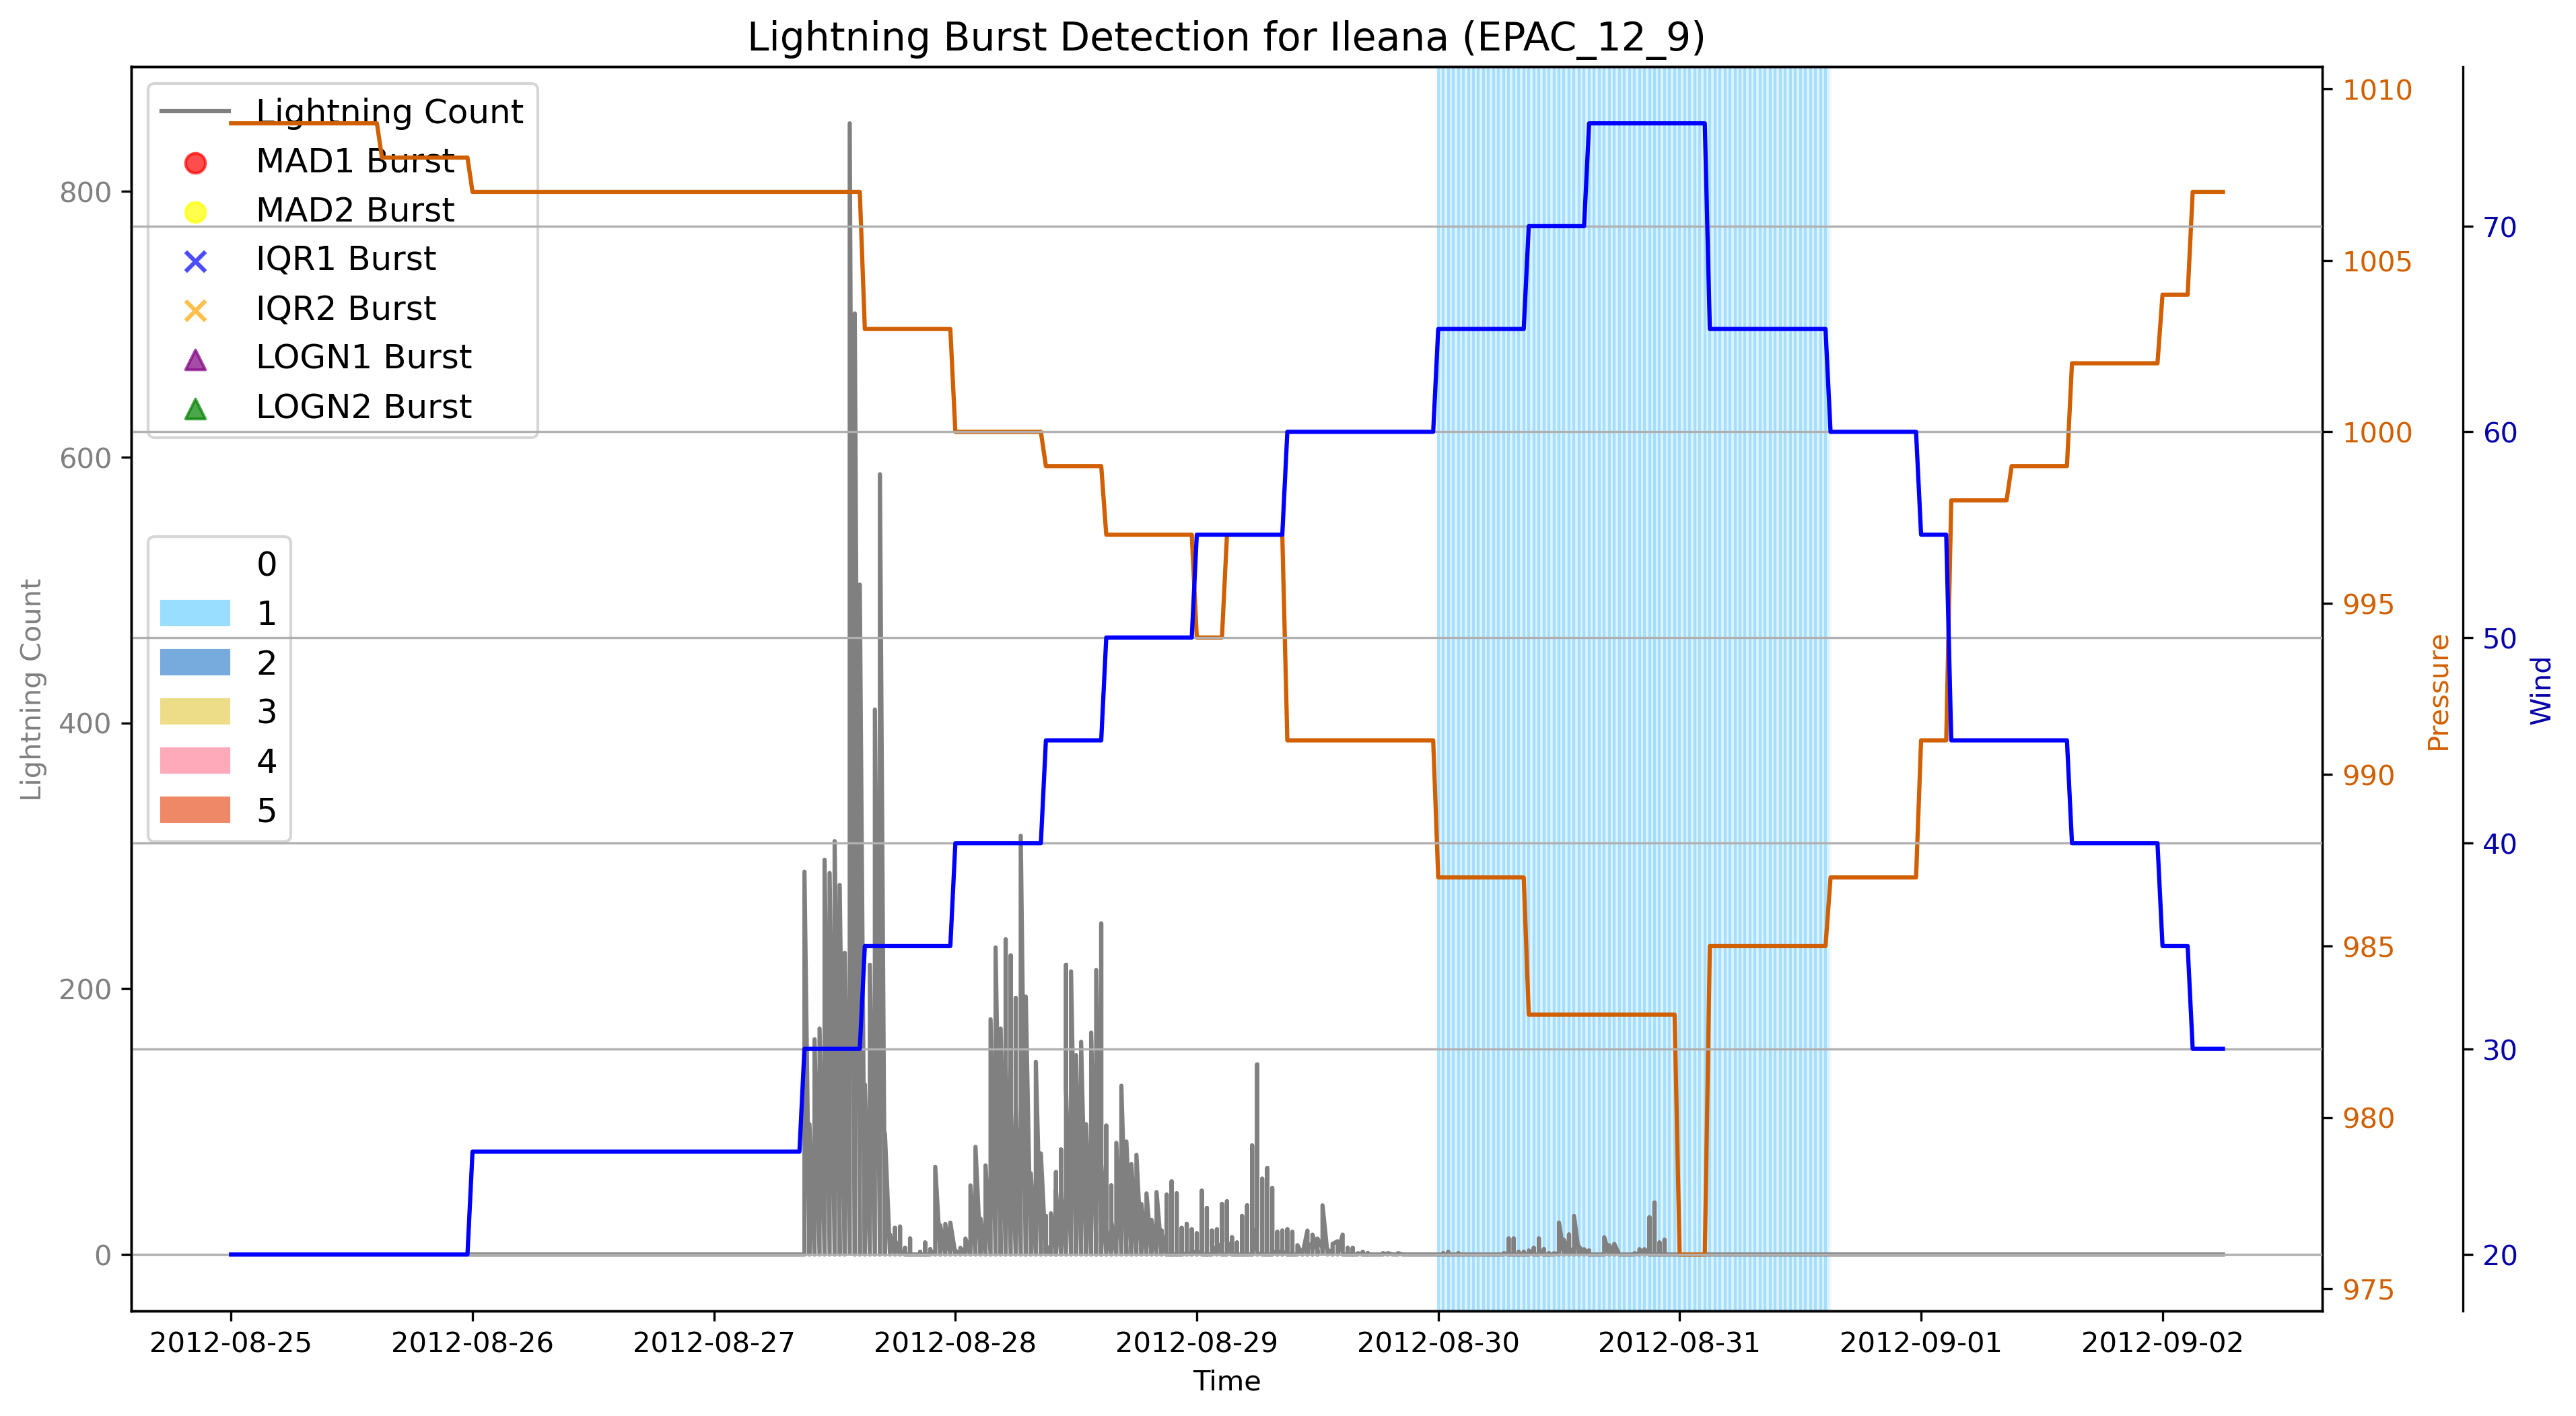 Lightning Burst Detection for Ileana (EPAC_12_9)
Lightning Count
MAD1 Burst
MAD2 Burst
IQR1 Burst
IQR2 Burst
LOGN1 Burst
LOGN2 Burst
0
1
2
3
4
5
Lightning Count
800
600
400
200
0
1010
1005
1000
995
990
985
980
975
Pressure
70
60
50
40
30
20
Wind
2012-08-25 2012-08-26 2012-08-27 2012-08-28 2012-08-29 2012-08-30 2012-08-31 2012-09-01 2012-09-02
Time